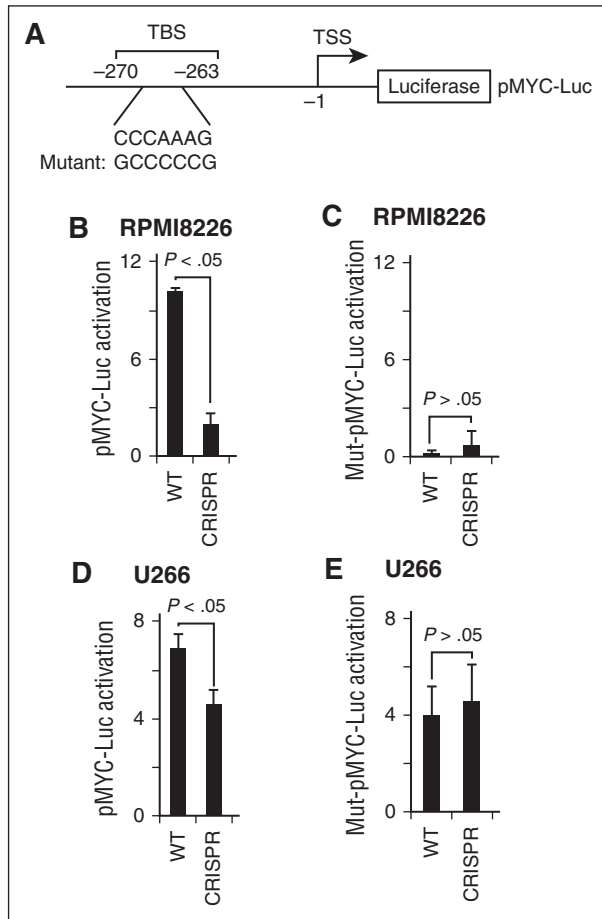 A
TBS
TSS
–270
–263
–1
Luciferase
pMYC-Luc
CCCAAAG
Mutant: GCCCCCG
B
RPMI8226
P < .05
pMYC-Luc activation
12
6
0
WT
CRISPR
C
RPMI8226
P > .05
Mut-pMYC-Luc activation
12
6
0
WT
CRISPR
D
U266
P < .05
pMYC-Luc activation
8
4
0
WT
CRISPR
E
U266
P > .05
Mut-pMYC-Luc activation
8
4
0
WT
CRISPR